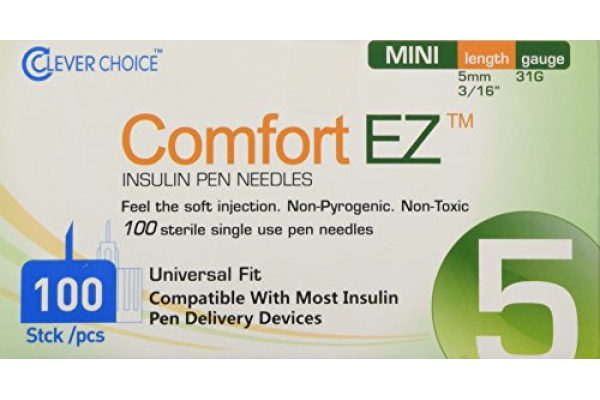 CLEVER CHOICE™
MINI length gauge
5mm 31G
3/16"
Comfort EZ™
INSULIN PEN NEEDLES
Feel the soft injection. Non-Pyrogenic. Non-Toxic
100 sterile single use pen needles
100
Stck /pcs
Universal Fit
Compatible With Most Insulin
Pen Delivery Devices
5